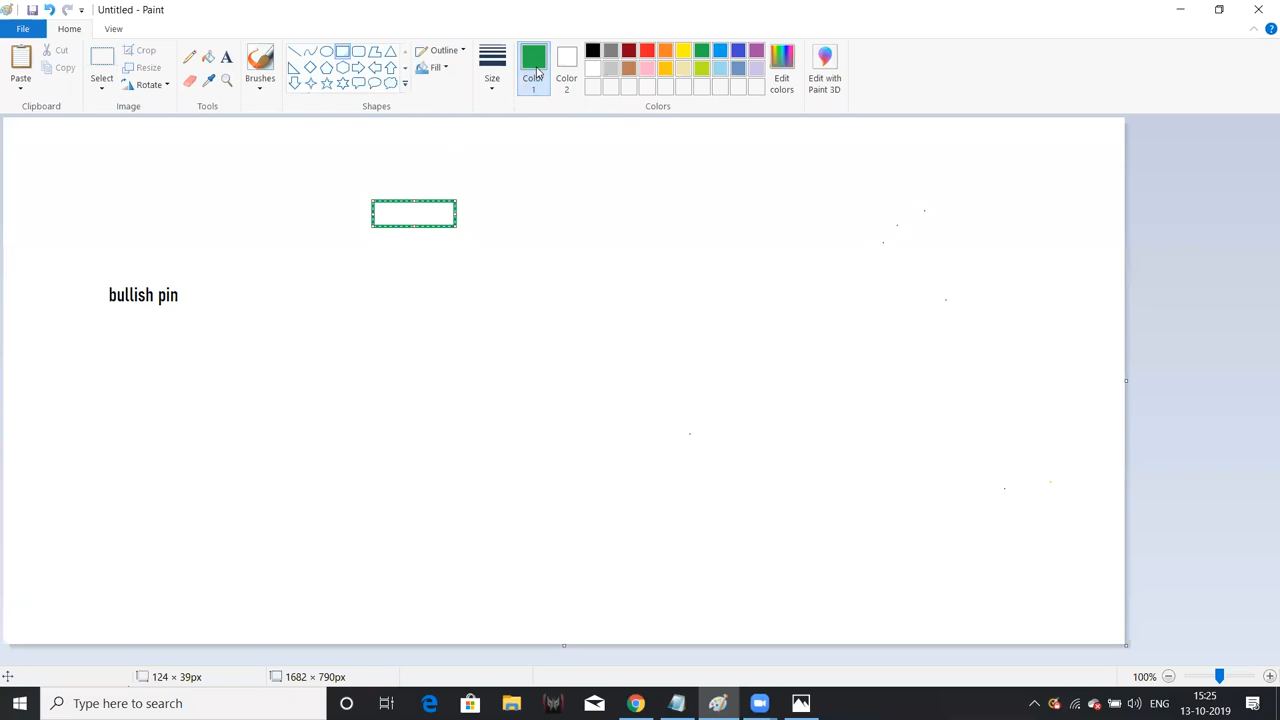 Untitled - Paint
File
Home
View
Paste
Cut
Copy
Clipboard
Select
Crop
Resize
Rotate
Image
Tools
Brushes
Shapes
Outline
Fill
Size
Color 1
Color 2
Colors
Edit colors
Edit with Paint 3D
bullish pin
124 × 39px
1682 × 790px
100%
Type here to search
ENG
15:25
13-10-2019